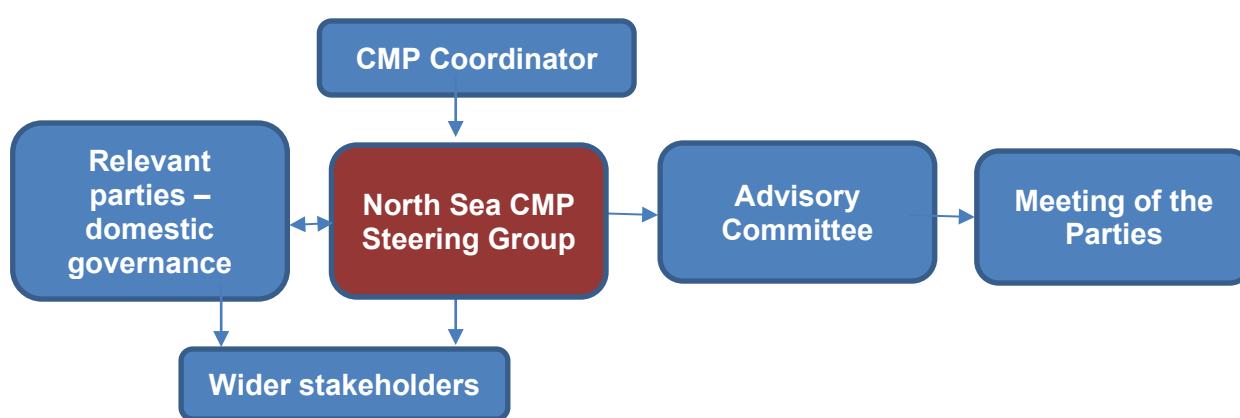 CMP Coordinator
Relevant
parties –
domestic
governance
North Sea CMP
Steering Group
Advisory
Committee
Meeting of the
Parties
Wider stakeholders